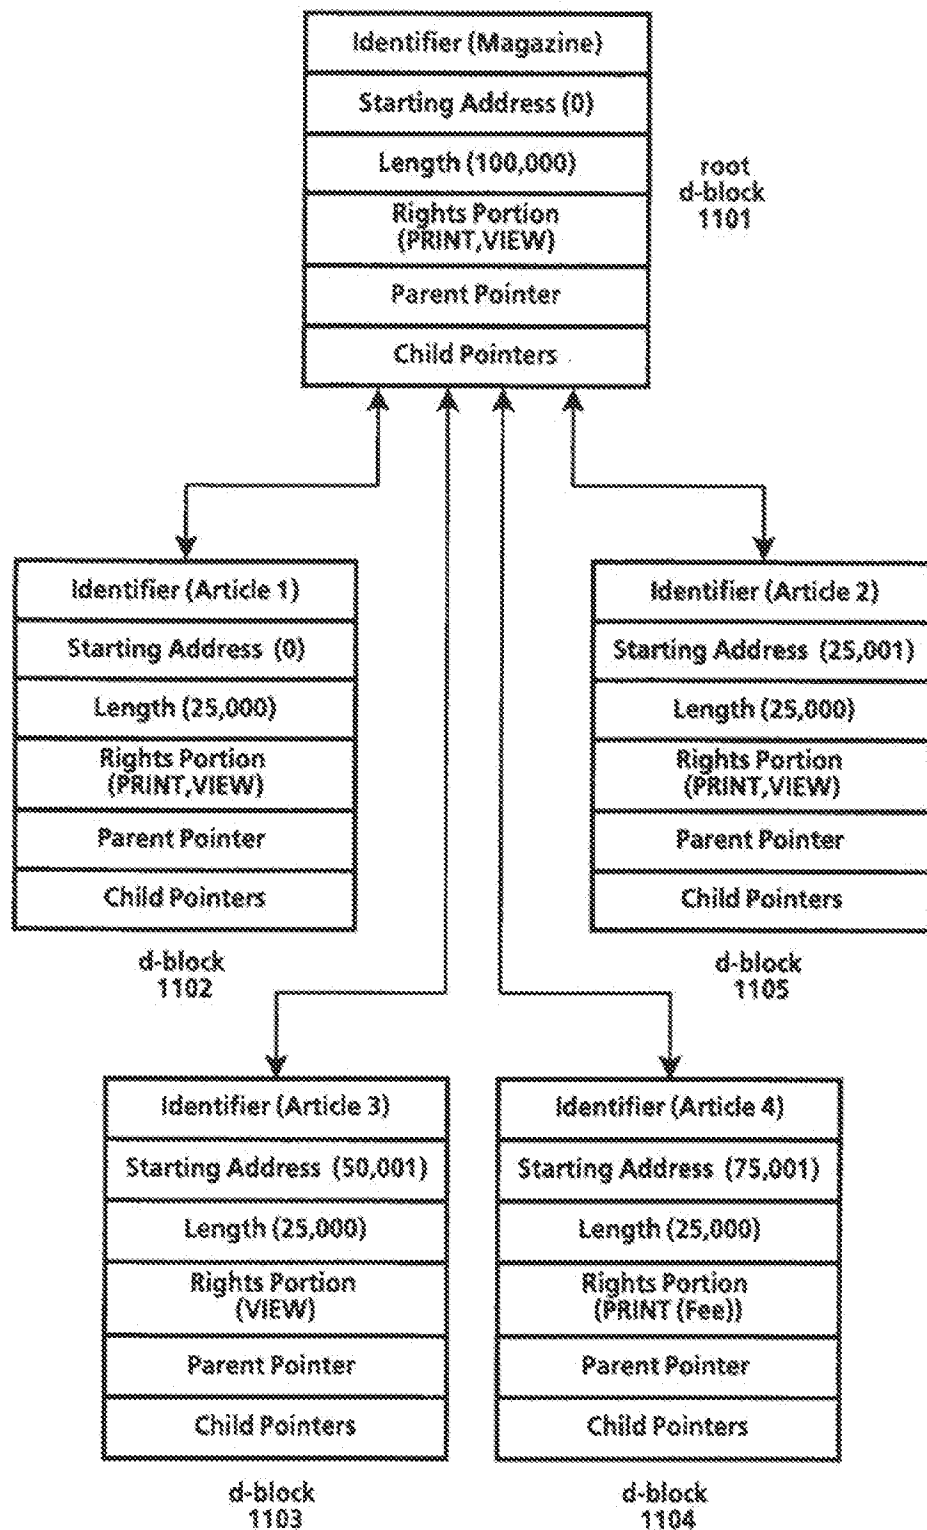 Identifier (Magazine)
Starting Address (0)
Length (100,000)
Rights Portion
(PRINT,VIEW)
Parent Pointer
Child Pointers
root
d-block
1101
Identifier (Article 1)
Starting Address (0)
Length (25,000)
Rights Portion
(PRINT,VIEW)
Parent Pointer
Child Pointers
d-block
1102
Identifier (Article 2)
Starting Address (25,001)
Length (25,000)
Rights Portion
(PRINT,VIEW)
Parent Pointer
Child Pointers
d-block
1105
Identifier (Article 3)
Starting Address (50,001)
Length (25,000)
Rights Portion
(VIEW)
Parent Pointer
Child Pointers
d-block
1103
Identifier (Article 4)
Starting Address (75,001)
Length (25,000)
Rights Portion
(PRINT (Fee))
Parent Pointer
Child Pointers
d-block
1104